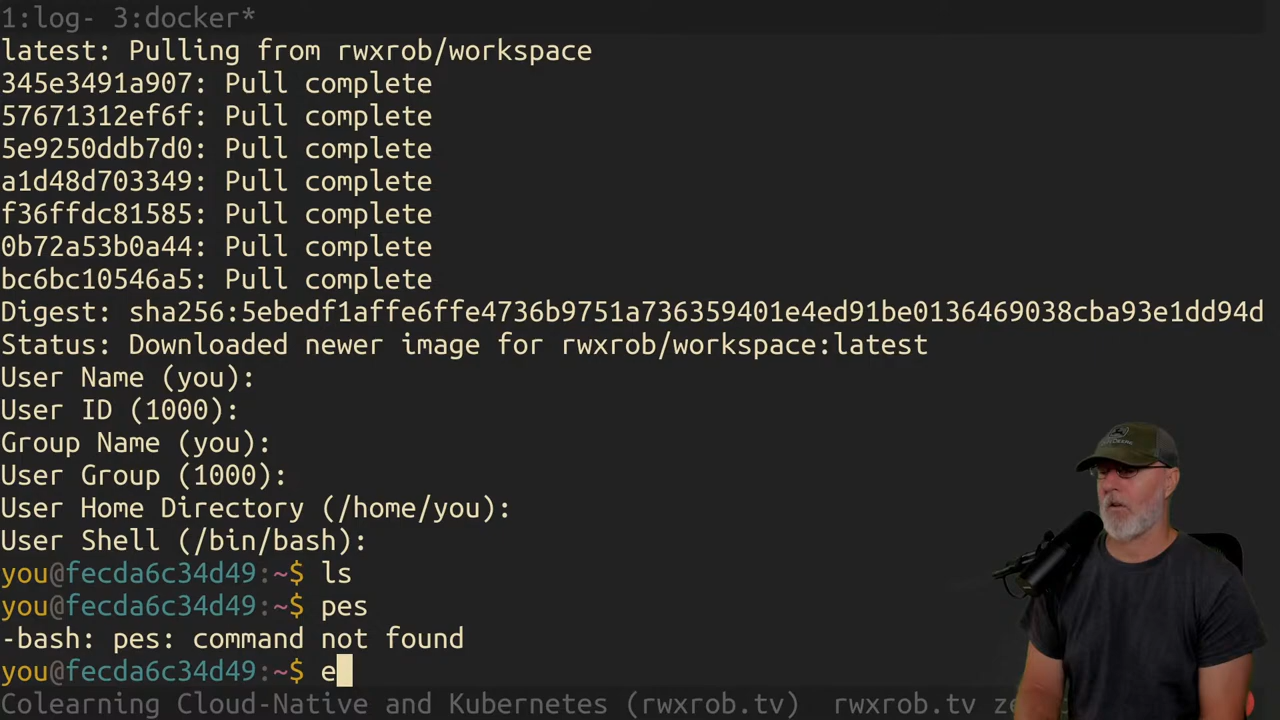 1:log- 3:docker*
latest: Pulling from rwxrob/workspace
345e3491a907: Pull complete
57671312ef6f: Pull complete
5e9250ddb7d0: Pull complete
a1d48d703349: Pull complete
f36ffdc81585: Pull complete
0b72a53b0a44: Pull complete
bc6bc10546a5: Pull complete
Digest: sha256:5ebedf1affe6ffe4736b9751a736359401e4ed91be0136469038cba93e1dd94d
Status: Downloaded newer image for rwxrob/workspace:latest
User Name (you):
User ID (1000):
Group Name (you):
User Group (1000):
User Home Directory (/home/you):
User Shell (/bin/bash):
you@fecda6c34d49:~$ ls
you@fecda6c34d49:~$ pes
-bash: pes: command not found
you@fecda6c34d49:~$ e
Colearning Cloud-Native and Kubernetes (rwxrob.tv) rwxrob.tv